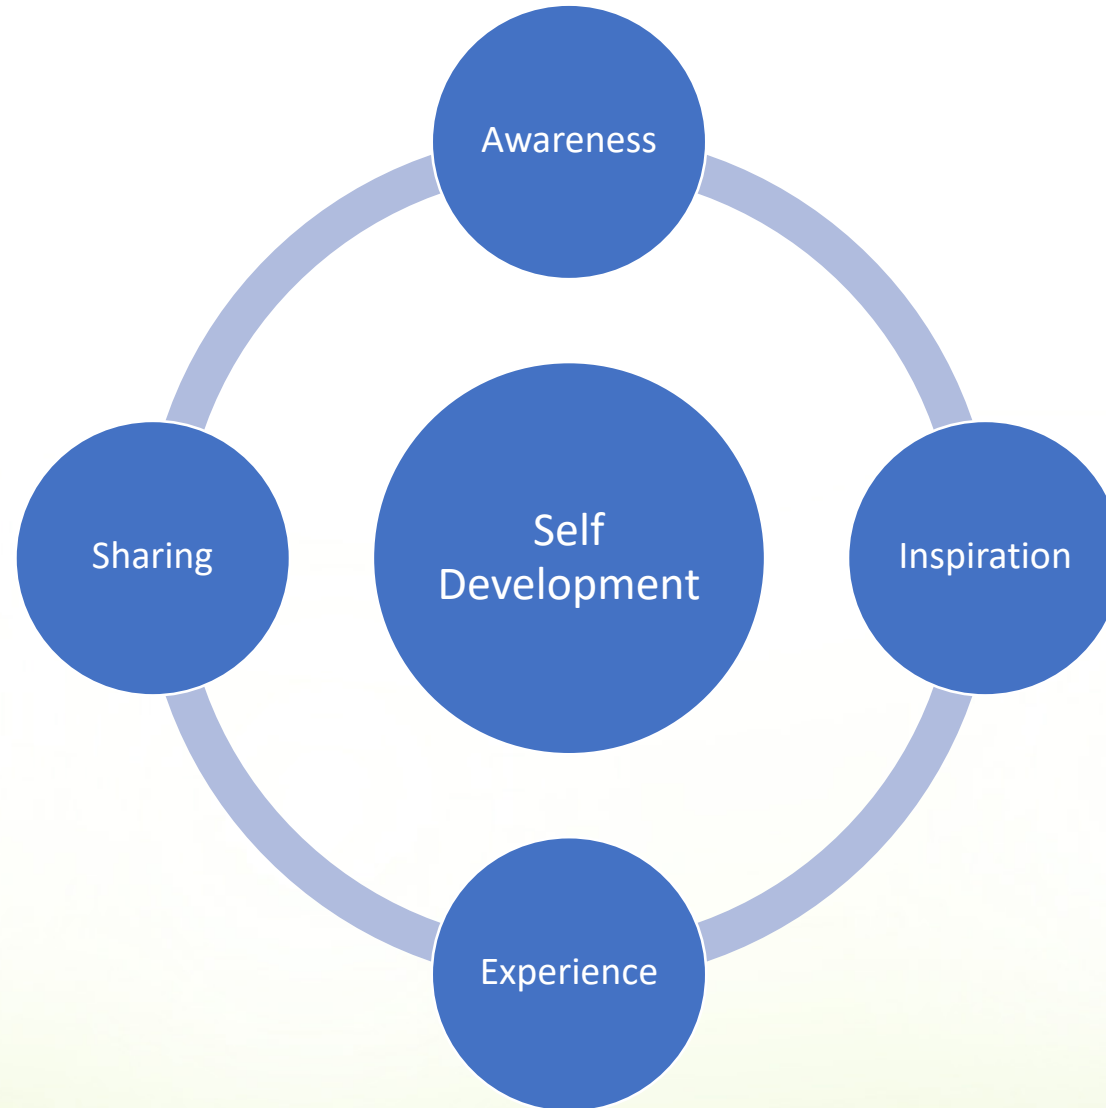 Awareness
Sharing
Self
Development
Inspiration
Experience